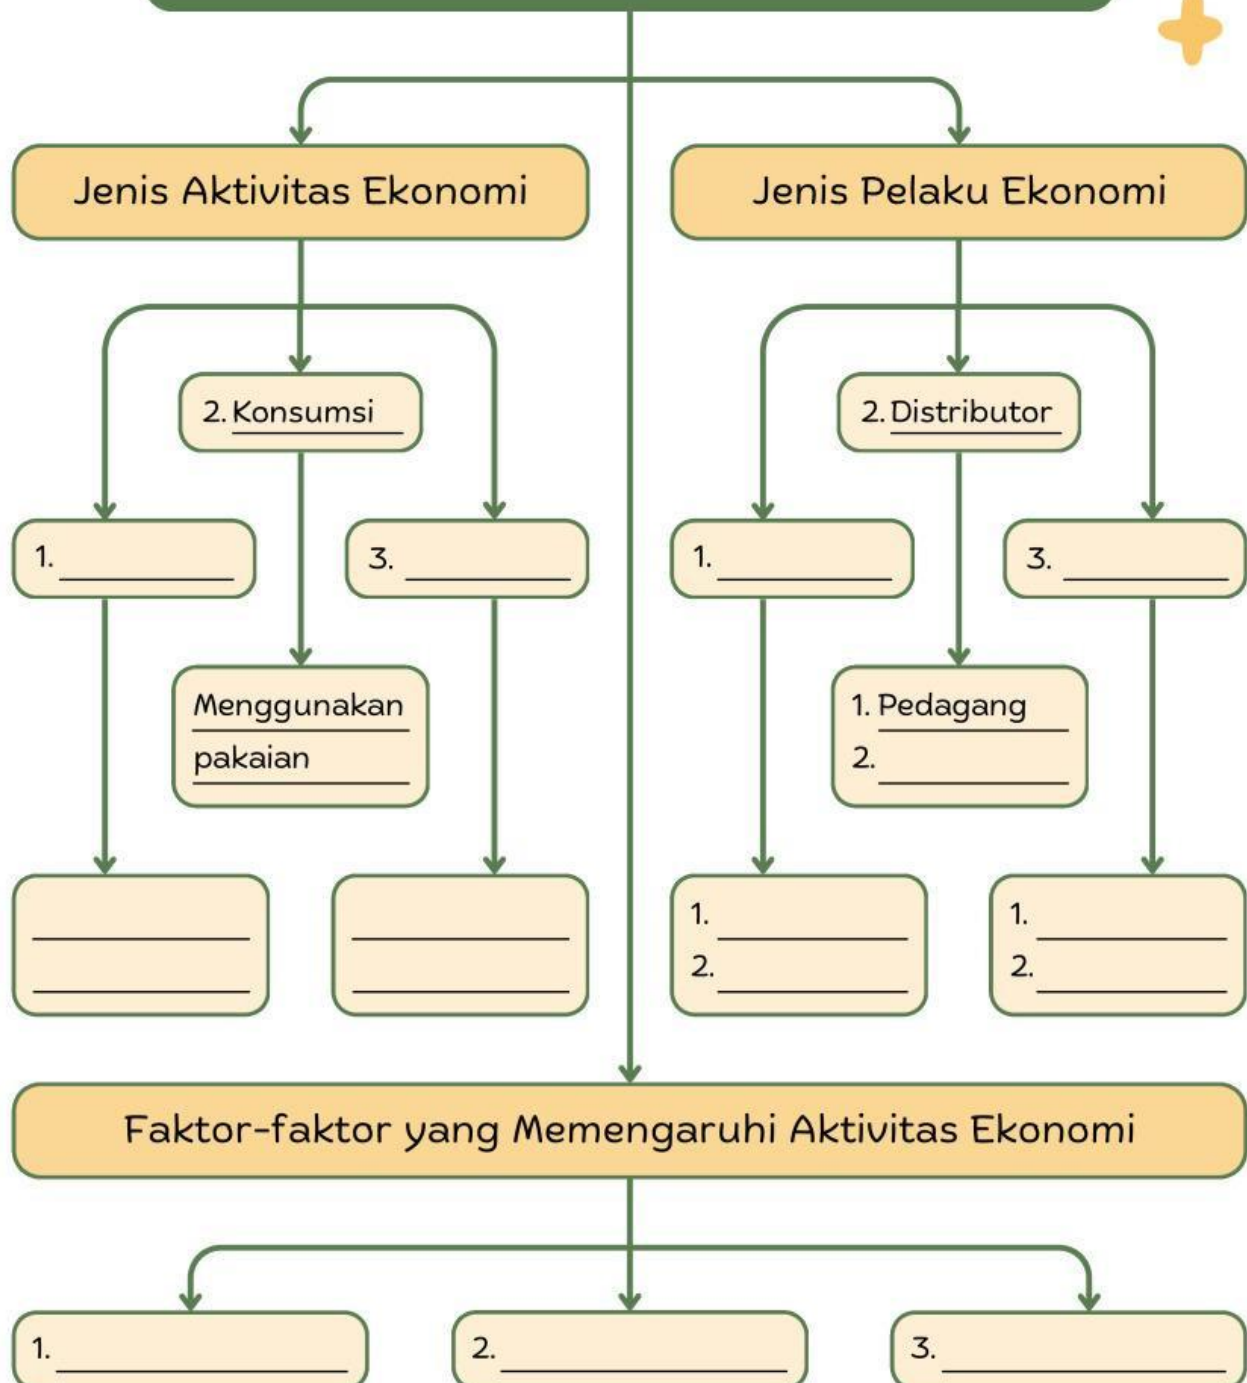 Jenis Aktivitas Ekonomi
Jenis Pelaku Ekonomi
2. Konsumsi
2. Distributor
1.
3.
1.
3.
Menggunakan
pakaian
1. Pedagang
2.
1.
2.
1.
2.
Faktor-faktor yang Memengaruhi Aktivitas Ekonomi
1.
2.
3.